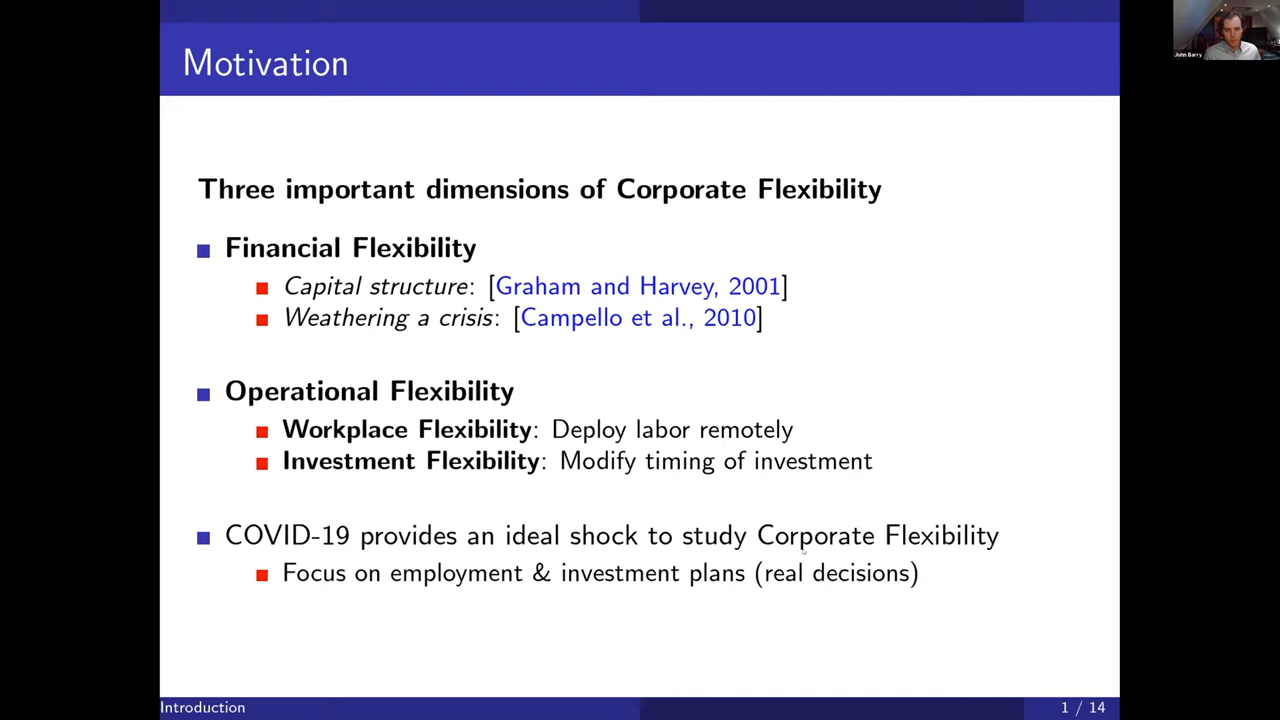 Motivation
John Barry
Three important dimensions of Corporate Flexibility
Financial Flexibility
Capital structure: [Graham and Harvey, 2001]
Weathering a crisis: [Campello et al., 2010]
Operational Flexibility
Workplace Flexibility: Deploy labor remotely
Investment Flexibility: Modify timing of investment
COVID-19 provides an ideal shock to study Corporate Flexibility
Focus on employment & investment plans (real decisions)
Introduction
1 / 14